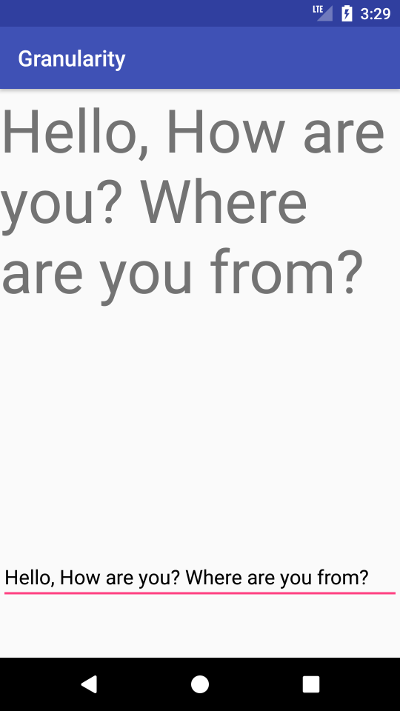 LTE 3:29
Granularity
Hello, How are
you? Where
are you from?
Hello, How are you? Where are you from?